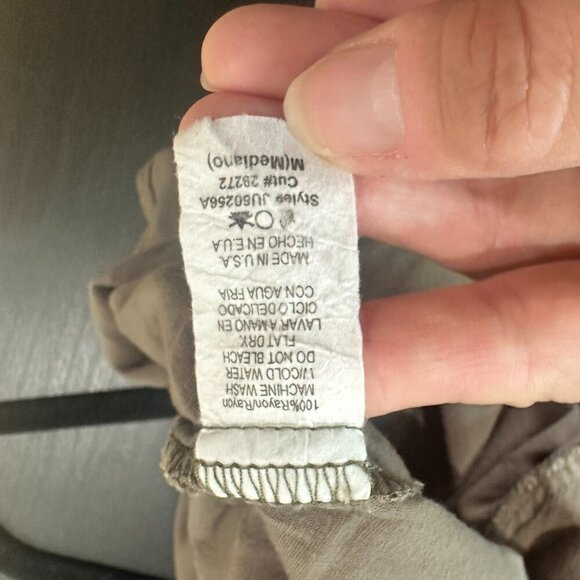 100%Rayon/Rayon
MACHINE WASH
W/COLD WATER
DO NOT BLEACH
FLAT DRY.
LAVAR A MANO EN
CICLO DELICADO
CON AGUA FRIA
MADE IN U.S.A.
HECHO EN E.U.A
Style# JU50256A
Cut# 29272
M(Mediano)